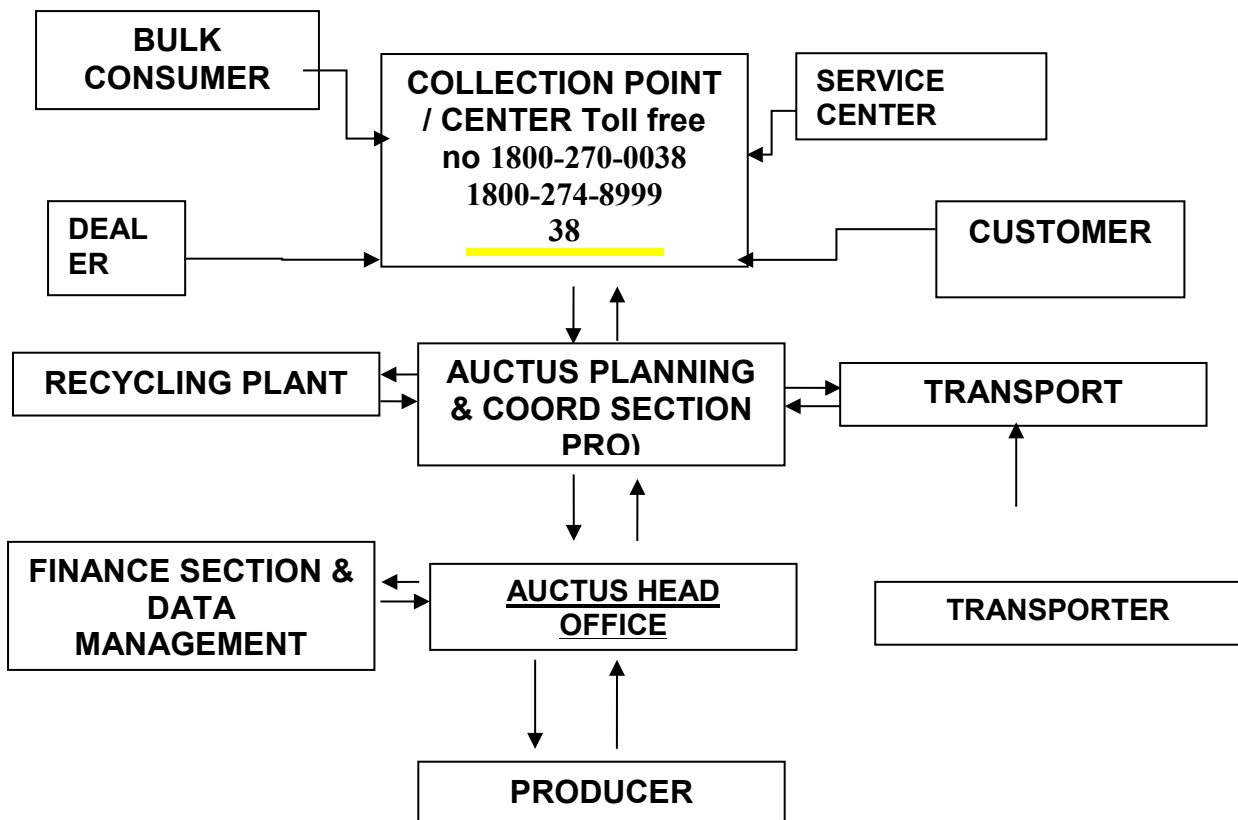 BULK
CONSUMER
COLLECTION POINT
/ CENTER Toll free
no 1800-270-0038
1800-274-8999
38
SERVICE
CENTER
DEAL
ER
CUSTOMER
RECYCLING PLANT
AUCTUS PLANNING
& COORD SECTION
PRO)
TRANSPORT
FINANCE SECTION &
DATA
MANAGEMENT
AUCTUS HEAD
OFFICE
TRANSPORTER
PRODUCER